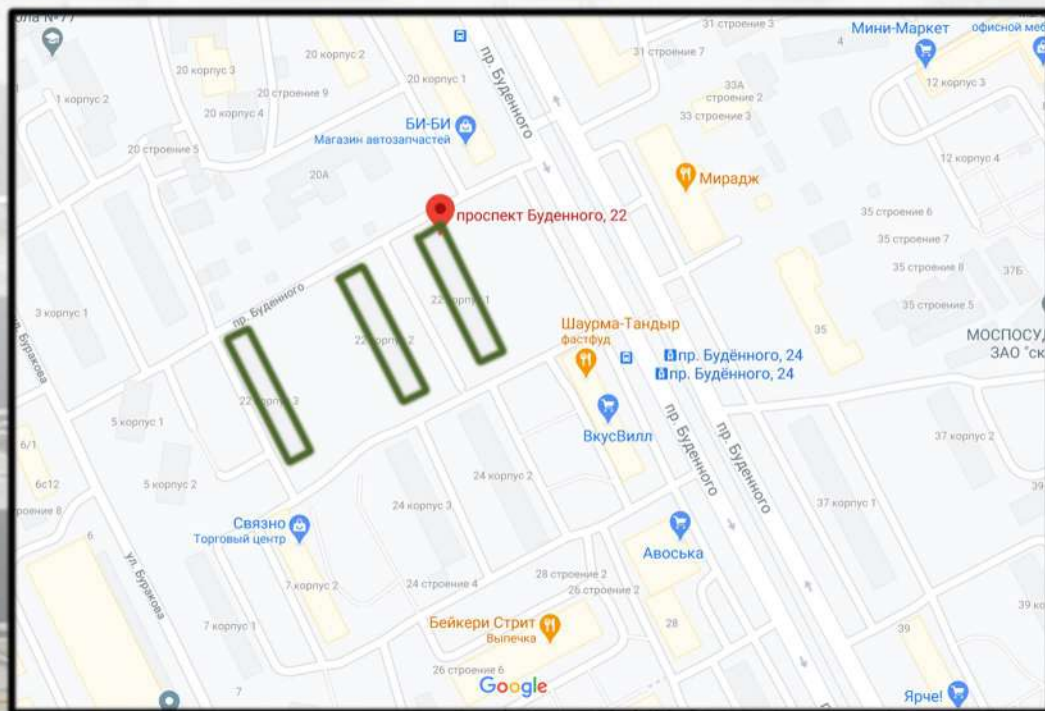 ола №77
31 строение 3
Мини-Маркет
офисной меб
4
20 корпус 2
31 строение 7
20 корпус 3
20 корпус 1
пр. Буденного
33А
строение 2
12 корпус 3
1 корпус 2
20 строение 9
20 корпус 4
БИ-БИ
Магазин автозапчастей
33 строение 3
20 строение 5
12 корпус 4
20А
Мирадж
проспект Буденного, 22
35 строение 6
35 строение 7
35 строение 8
37Б
пр. Буденного
22 корпус 1
35 строение 5
3 корпус 1
Шаурма-Тандыр
фастфуд
35
МОСПОСУД
ЗАО "ск
ул. Буракова
22 корпус 2
пр. Будённого, 24
пр. Будённого, 24
22 корпус 3
5 корпус 1
ВкусВилл
пр. Буденного
пр. Буденного
6/1
37 корпус 2
24 корпус 2
6с12
5 корпус 2
39
роение 8
24 корпус 3
37 корпус 1
Связно
Торговый центр
6
Авоська
ул. Буракова
7 корпус 2
24 строение 4
28 строение 2
26 строение 2
39 ко
7 корпус 1
Бейкери Стрит
Выпечка
28
39
26 строение 6
Google
7
Ярче!